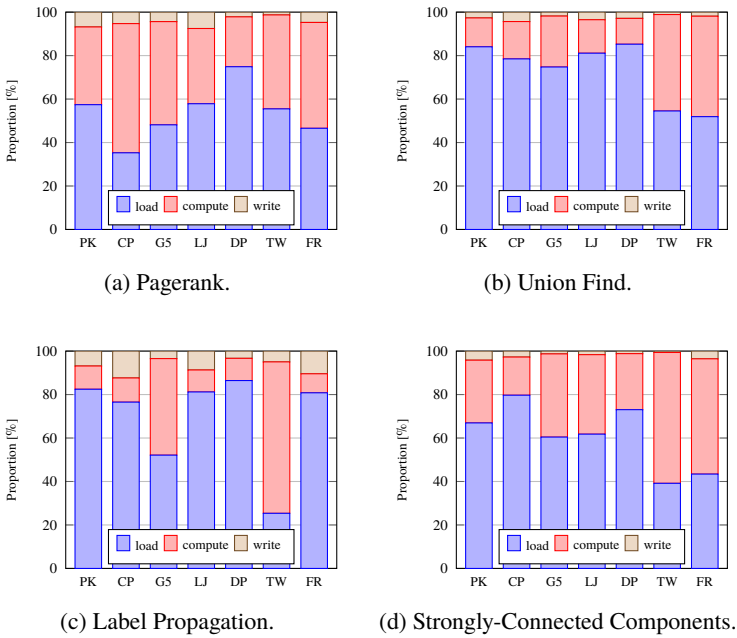 100
80
60
40
20
0
Proportion [%]
load compute write
PK CP G5 LJ DP TW FR
(a) Pagerank.
100
80
60
40
20
0
Proportion [%]
load compute write
PK CP G5 LJ DP TW FR
(b) Union Find.
100
80
60
40
20
0
Proportion [%]
load compute write
PK CP G5 LJ DP TW FR
(c) Label Propagation.
100
80
60
40
20
0
Proportion [%]
load compute write
PK CP G5 LJ DP TW FR
(d) Strongly-Connected Components.